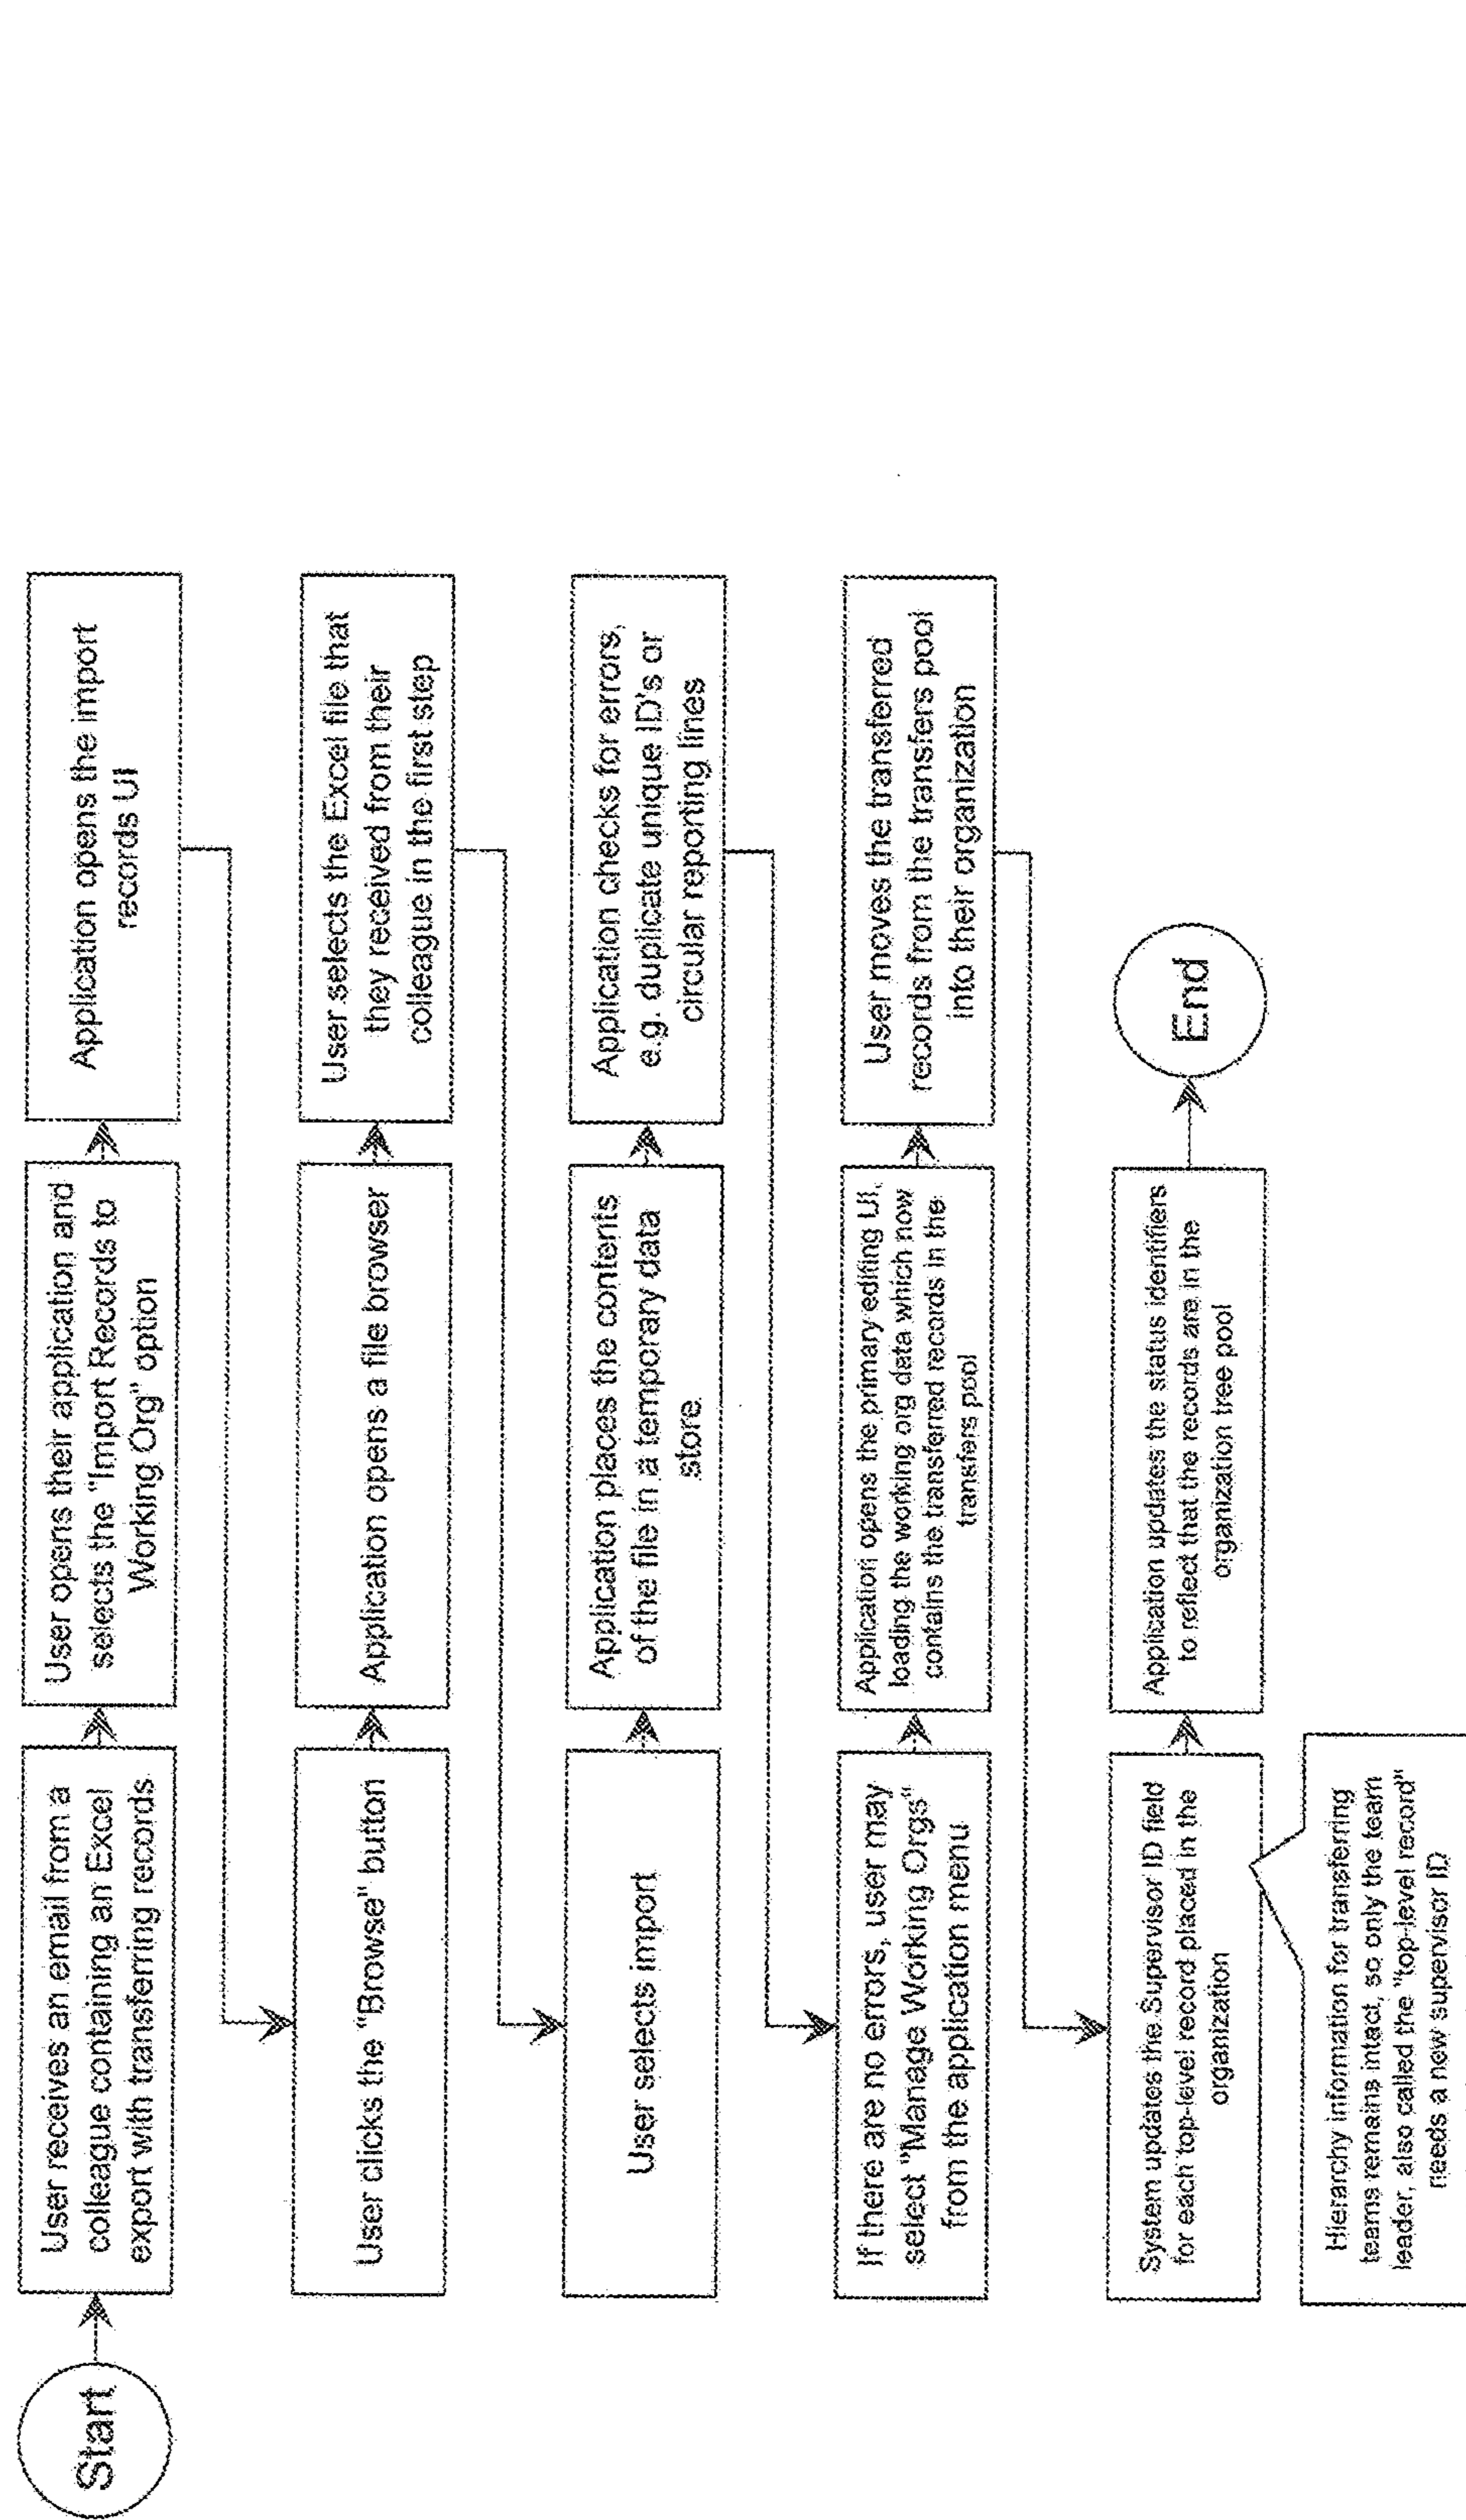 Start
User receives an email from a
colleague containing an Excel
export with transferring records
User opens their application and
selects the "Import Records to
Working Org" option
Application opens the import
records UI
User clicks the "Browse" button
Application opens a file browser
User selects the Excel file that
they received from their
colleague in the first step
User selects import
Application places the contents
of the file in a temporary data
store.
Application checks for errors,
e.g. duplicate unique ID's or
circular reporting lines
If there are no errors, user may
select "Manage Working Orgs"
from the application menu
Application opens the primary editing UI,
loading the working org data which now
contains the transferred records in the
transfers pool
User moves the transferred
records from the transfers pool
into their organization
System updates the Supervisor ID field
for each top-level record placed in the
organization
Application updates the status identifiers
to reflect that the records are in the
organization tree pool
End
Hierarchy information for transferring
teams remains intact, so only the team
leader, also called the "top-level record"
needs a new supervisor ID